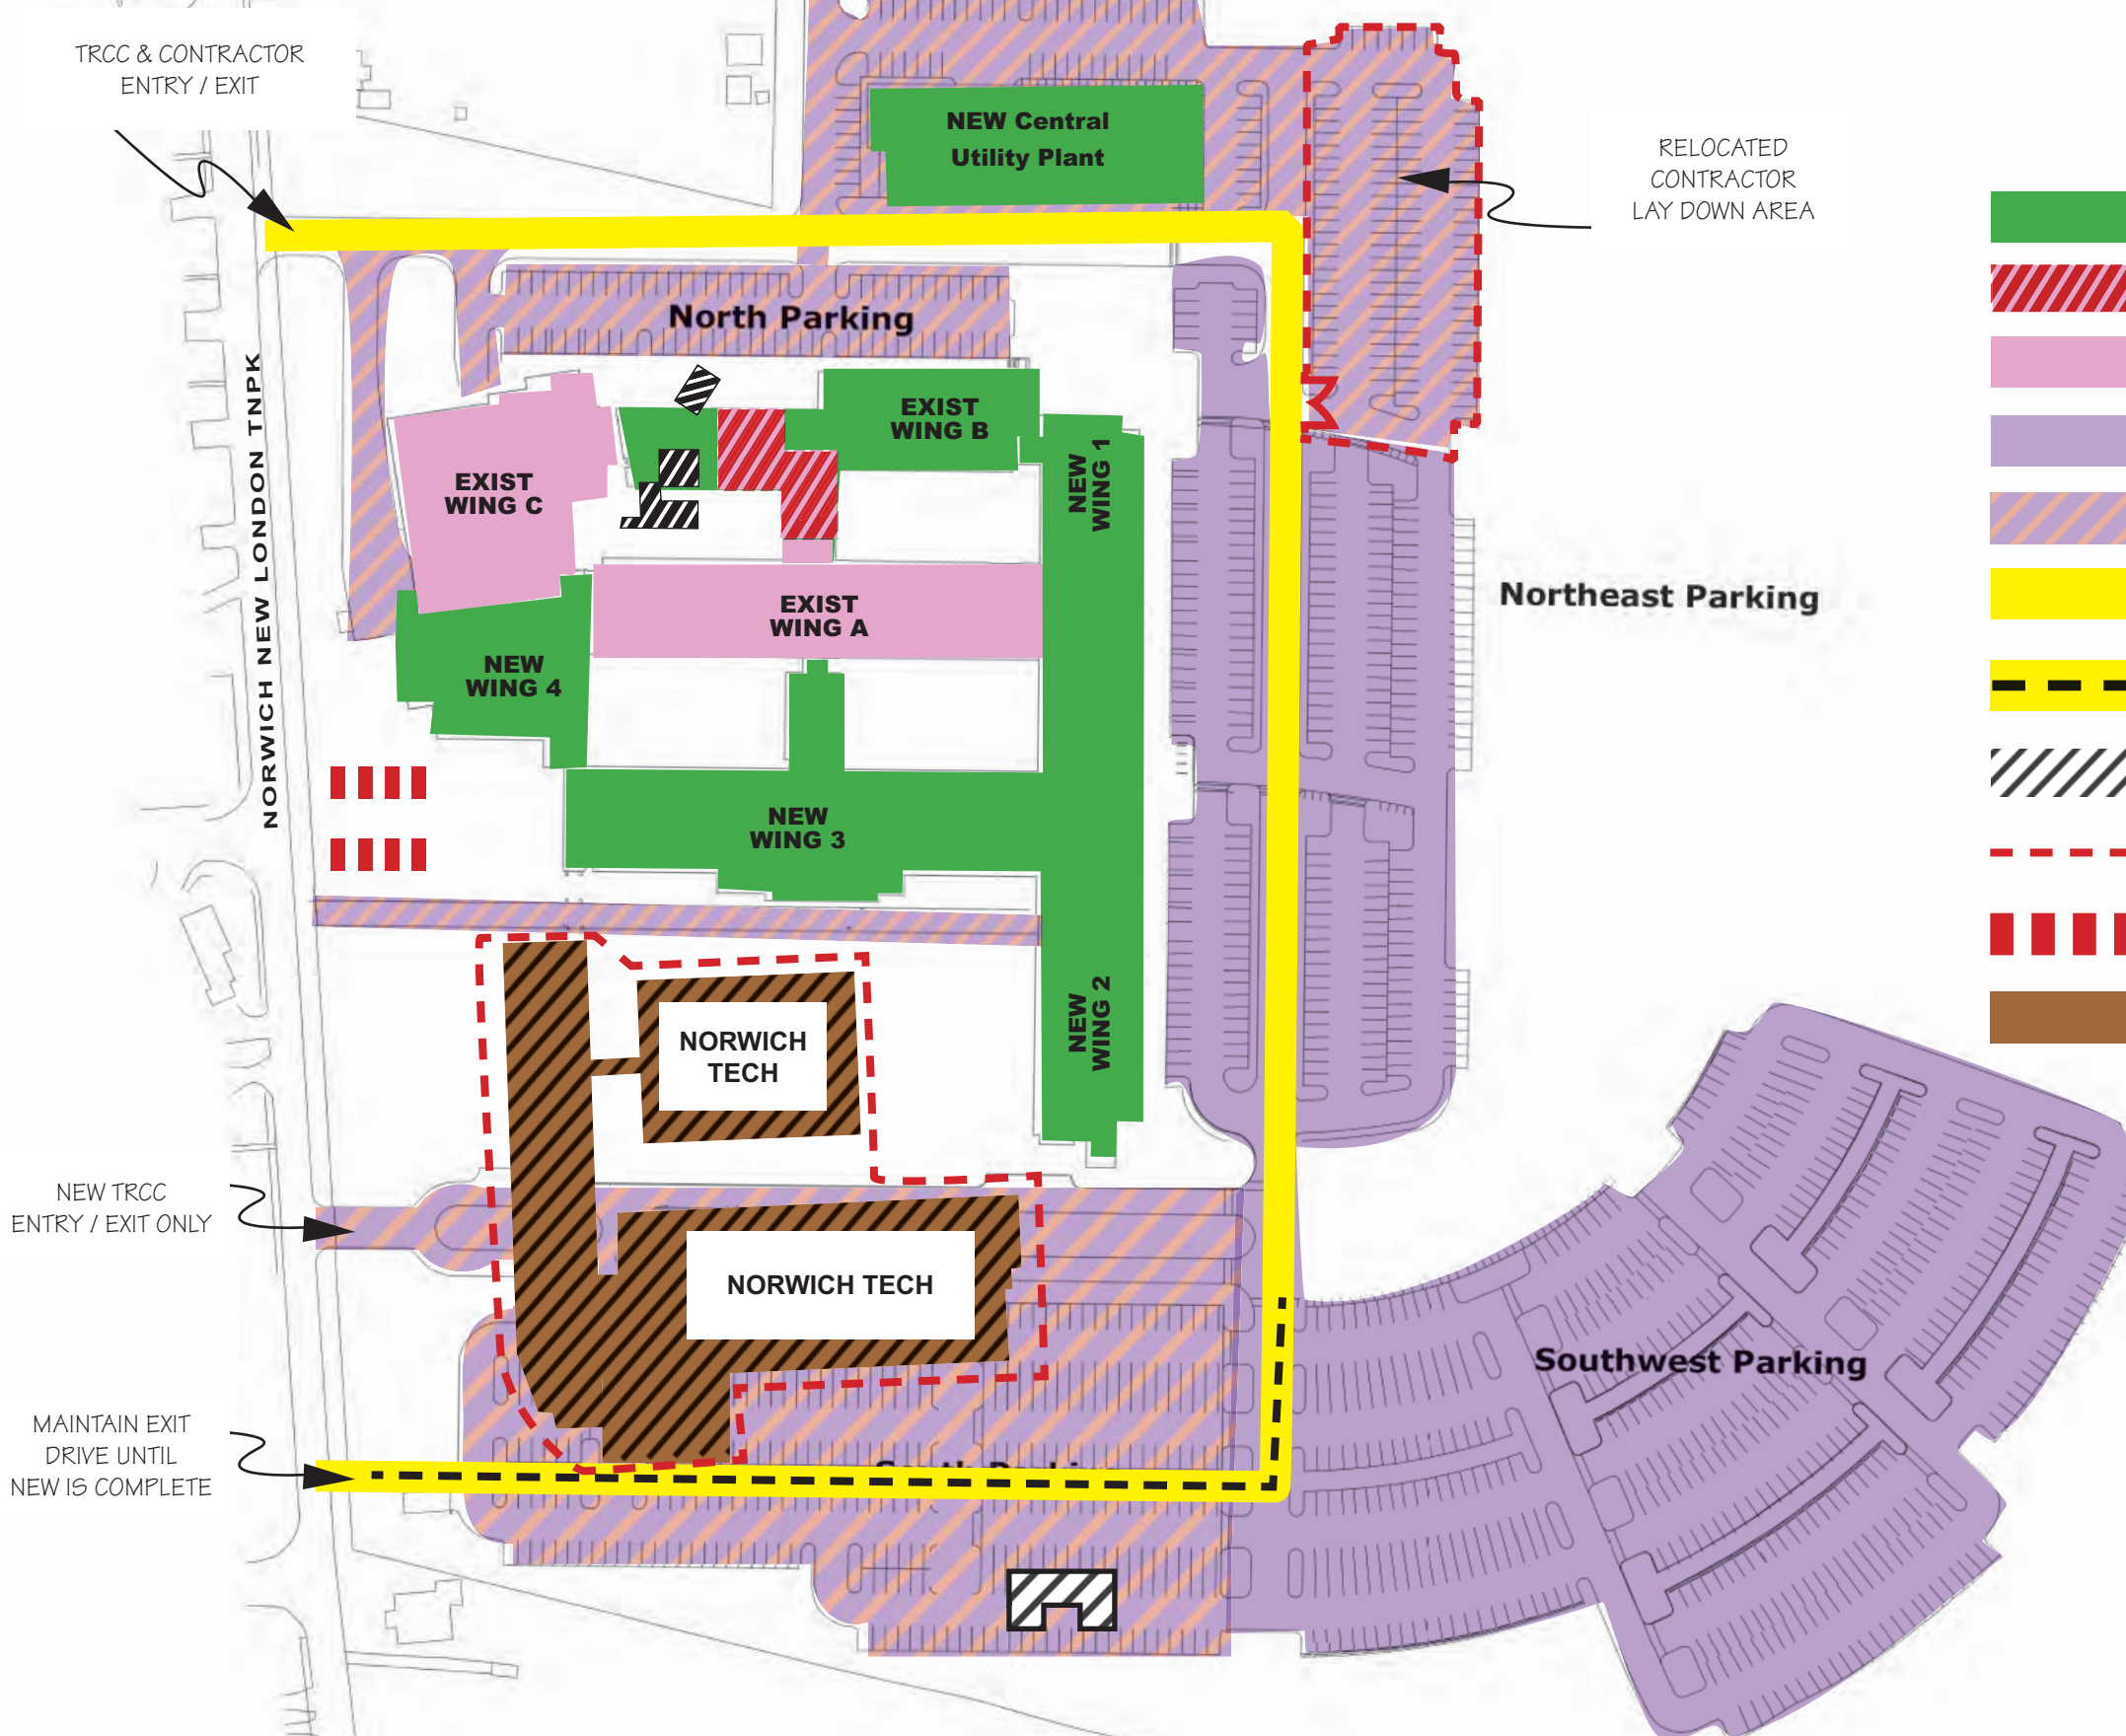 TRCC & CONTRACTOR
ENTRY / EXIT
NEW Central
Utility Plant
RELOCATED
CONTRACTOR
LAY DOWN AREA
North Parking
NORWICH NEW LONDON TNPK
EXIST
WING B
EXIST
WING C
NEW
WING 1
EXIST
WING A
Northeast Parking
NEW
WING 4
NEW
WING 3
NEW
WING 2
NORWICH
TECH
NEW TRCC
ENTRY / EXIT ONLY
NORWICH TECH
Southwest Parking
MAINTAIN EXIT
DRIVE UNTIL
NEW IS COMPLETE
South Parking